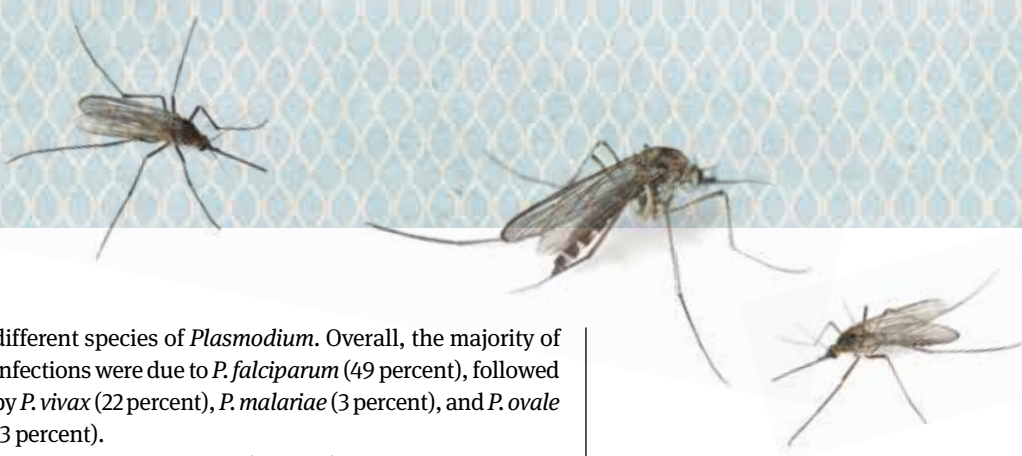 different species of Plasmodium. Overall, the majority of
nfections were due to P. falciparum (49 percent), followed
by P. vivax (22 percent), P. malariae (3 percent), and P. ovale
3 percent).